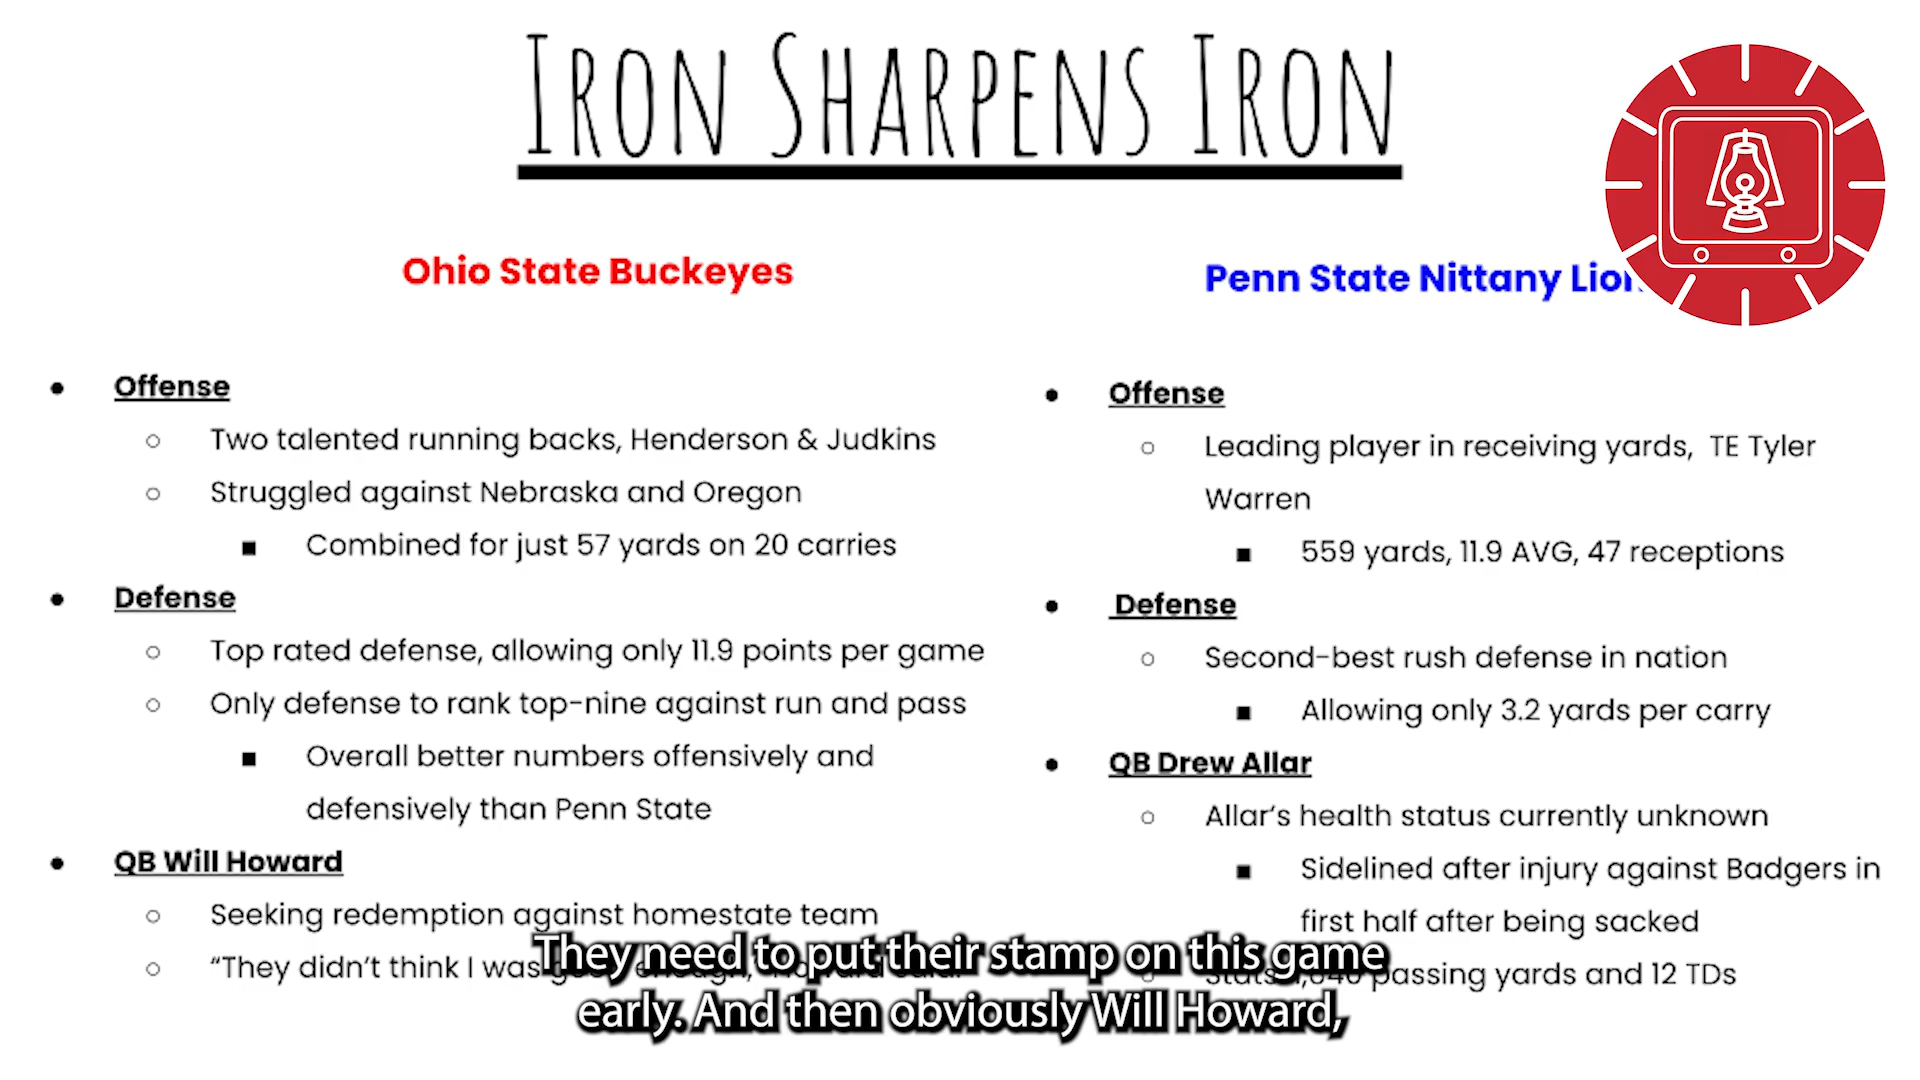 IRON SHARPENS IRON
Ohio State Buckeyes
Offense
Two talented running backs, Henderson & Judkins
Struggled against Nebraska and Oregon
Combined for just 57 yards on 20 carries
Defense
Top rated defense, allowing only 11.9 points per game
Only defense to rank top-nine against run and pass
Overall better numbers offensively and
defensively than Penn State
QB Will Howard
Seeking redemption against homestate team
“They didn’t think I was
Penn State Nittany
Offense
Leading player in receiving yards, TE Tyler
Warren
559 yards, 11.9 AVG, 47 receptions
Defense
Second-best rush defense in nation
Allowing only 3.2 yards per carry
QB Drew Allar
Allar’s health status currently unknown
Sidelined after injury against Badgers in
first half after being sacked
passing yards and 12 TDs
They need to put their stamp on this game
early. And then obviously Will Howard,